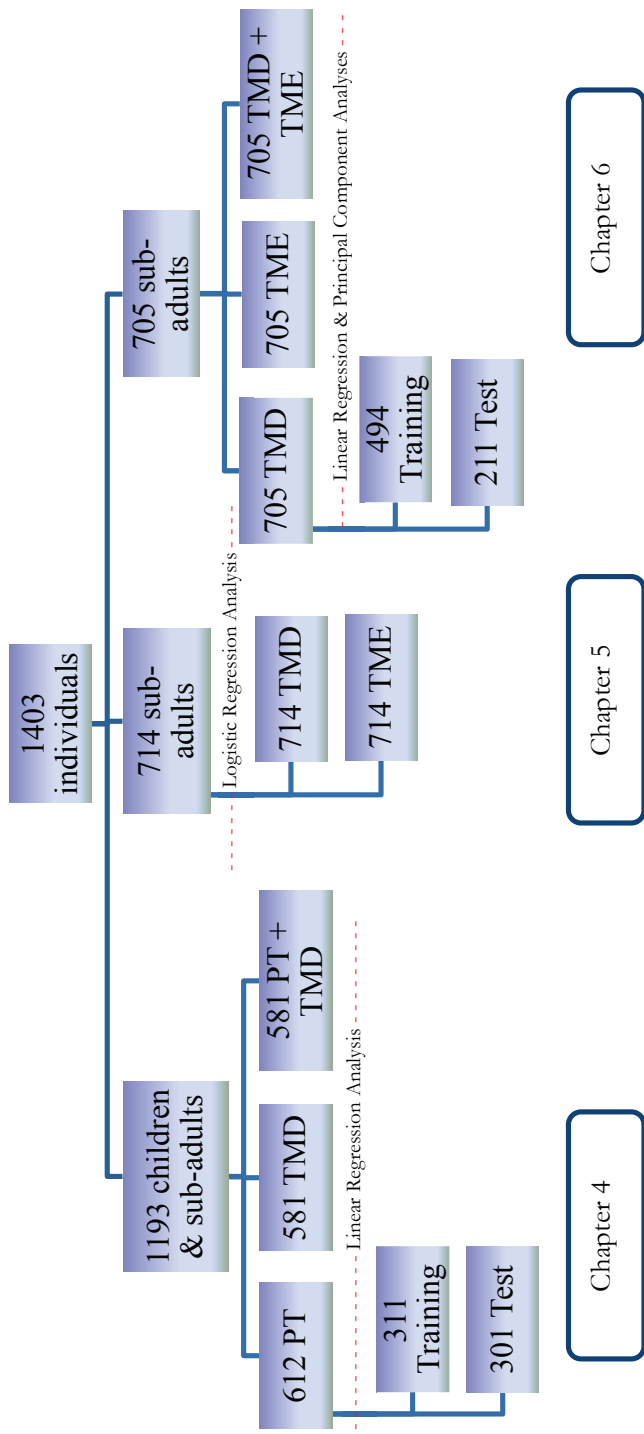 1403
individuals
1193 children
& sub-adults
714 sub-
adults
705 sub-
adults
612 PT
581 TMD
581 PT +
TMD
Linear Regression Analysis
311
Training
301 Test
Logistic Regression Analysis
714 TMD
714 TME
705 TMD
705 TME
705 TMD +
TME
Linear Regression & Principal Component Analyses
494
Training
211 Test
Chapter 4
Chapter 5
Chapter 6